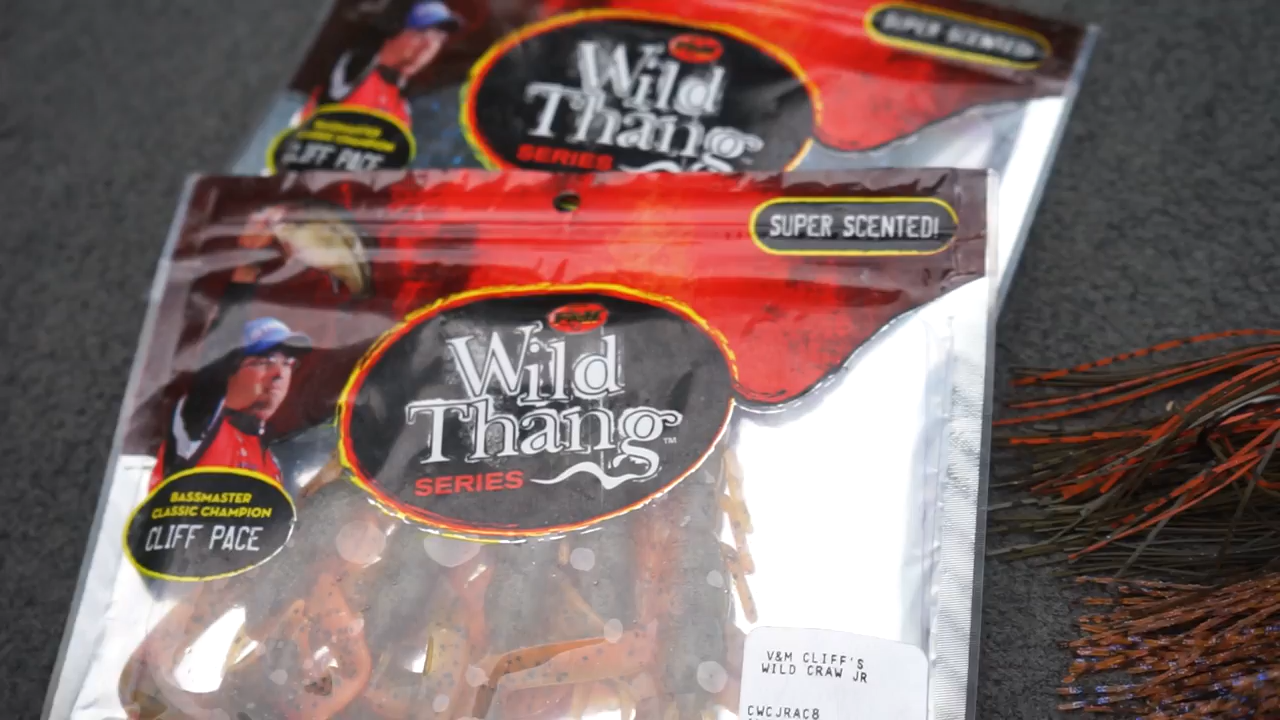 SUPER SCENTED!
Wild
Thang
SERIES
CLIFF PACE
SUPER SCENTED!
Wild
Thang™
SERIES
BASSMASTER
CLASSIC CHAMPION
CLIFF PACE
V&M CLIFF'S
WILD CRAW JR
CWCJRAC8